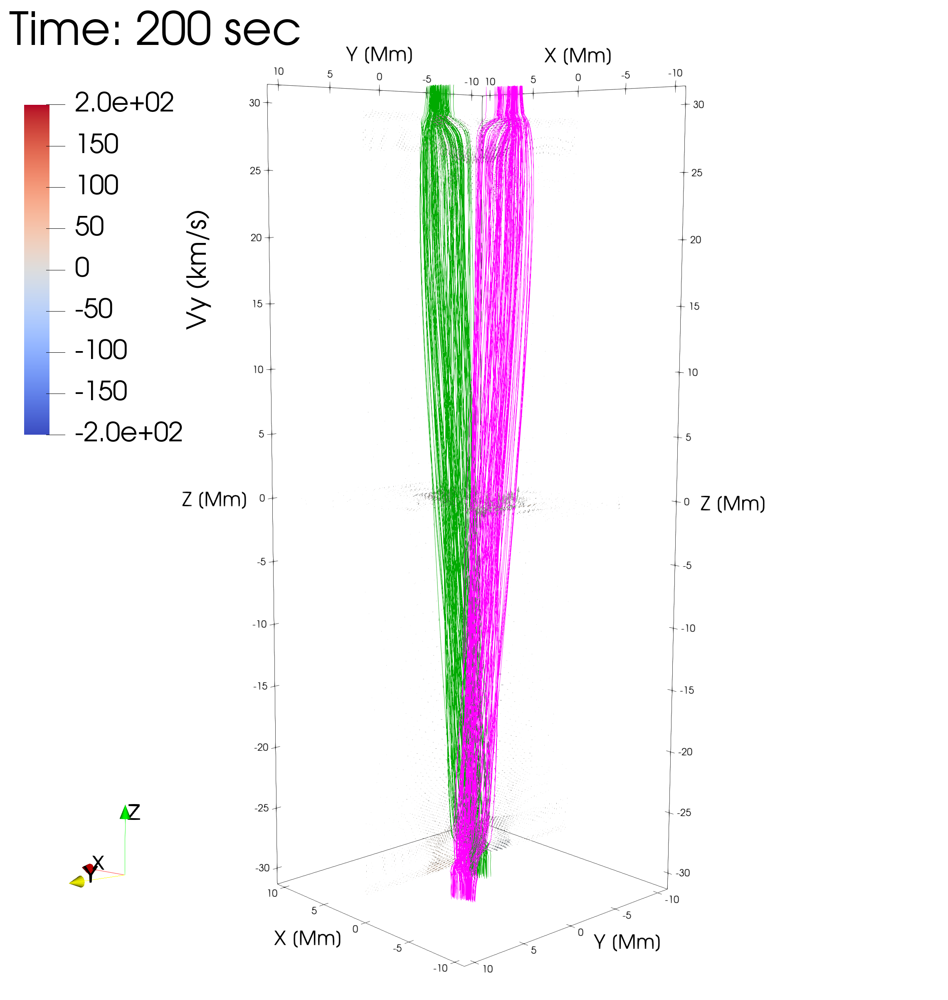 Time: 200 sec
Y (Mm) X (Mm)
10 5 0 -5 -10 10 5 0 -5 -10
2.0e+02
150
100
50
0
-50
-100
-150
-2.0e+02
Vy (km/s)
30 30
25 25
20 20
15 15
10 10
5 5
Z (Mm) 0 0 Z (Mm)
-5 -5
-10 -10
-15 -15
-20 -20
-25 -25
-30 -30
Z
X
Y
10 5 0 -5 -10
X (Mm)
10 5 0 -5 -10
Y (Mm)